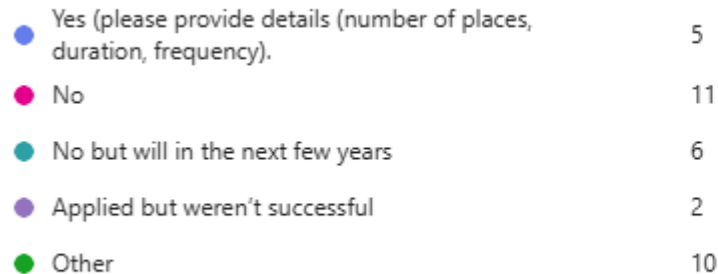 Yes (please provide details (number of places,
duration, frequency).
5
No
11
No but will in the next few years
6
Applied but weren't successful
2
Other
10